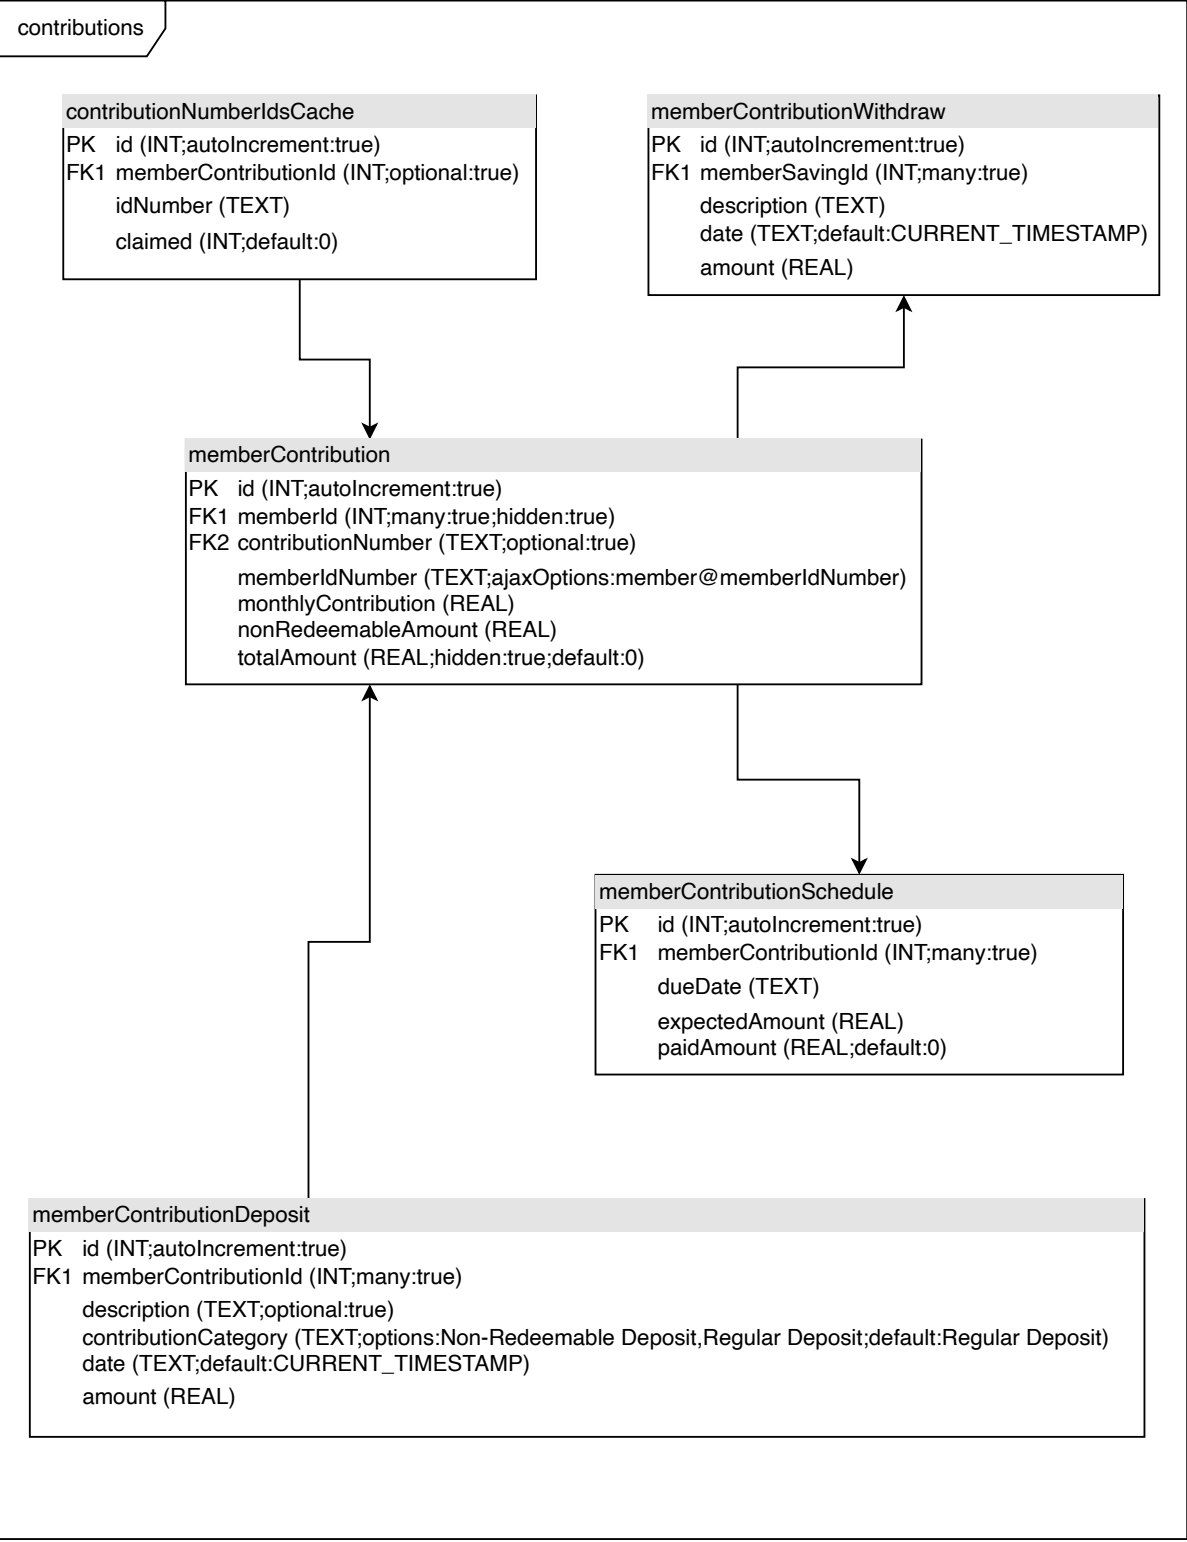 contributions
contributionNumberIdsCache
PK id (INT;autoIncrement:true)
FK1 memberContributionId (INT;optional:true)
idNumber (TEXT)
claimed (INT;default:0)
memberContributionWithdraw
PK id (INT;autoIncrement:true)
FK1 memberSavingId (INT;many:true)
description (TEXT)
date (TEXT;default:CURRENT_TIMESTAMP)
amount (REAL)
memberContribution
PK id (INT;autoIncrement:true)
FK1 memberId (INT;many:true;hidden:true)
FK2 contributionNumber (TEXT;optional:true)
memberIdNumber (TEXT;ajaxOptions:member@memberIdNumber)
monthlyContribution (REAL)
nonRedeemableAmount (REAL)
totalAmount (REAL;hidden:true;default:0)
memberContributionSchedule
PK id (INT;autoIncrement:true)
FK1 memberContributionId (INT;many:true)
dueDate (TEXT)
expectedAmount (REAL)
paidAmount (REAL;default:0)
memberContributionDeposit
PK id (INT;autoIncrement:true)
FK1 memberContributionId (INT;many:true)
description (TEXT;optional:true)
contributionCategory (TEXT;options:Non-Redeemable Deposit,Regular Deposit;default:Regular Deposit)
date (TEXT;default:CURRENT_TIMESTAMP)
amount (REAL)